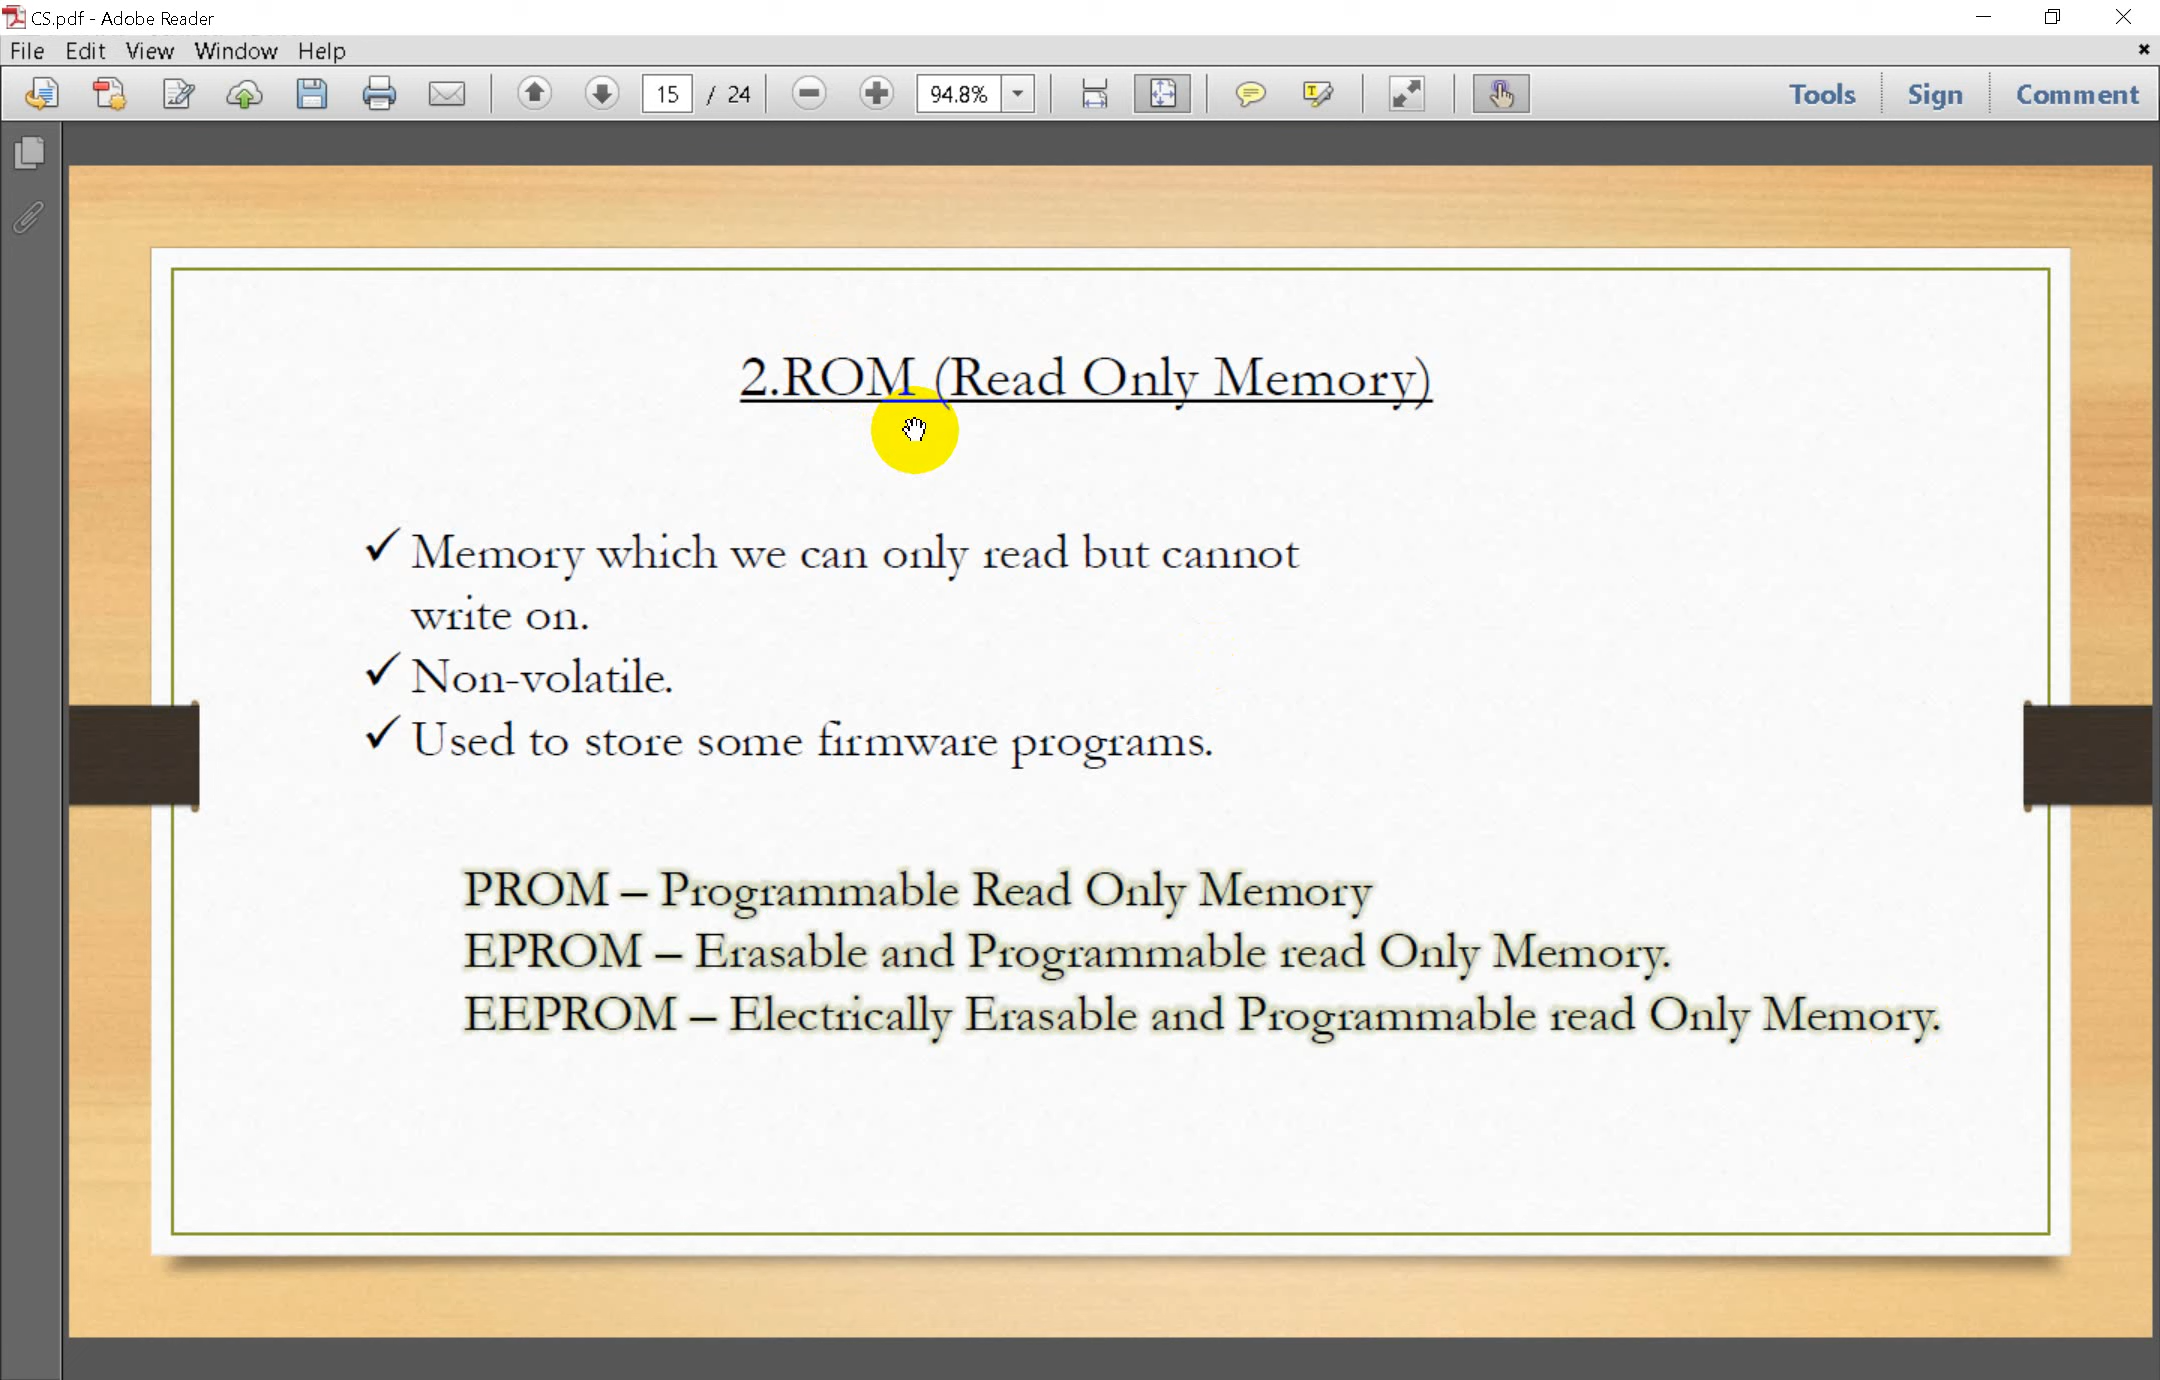 CS.pdf - Adobe Reader
File Edit View Window Help
15 / 24 94.8% Tools Sign Comment
2.ROM (Read Only Memory)
✓ Memory which we can only read but cannot
write on.
✓ Non-volatile.
✓ Used to store some firmware programs.
PROM – Programmable Read Only Memory
EPROM – Erasable and Programmable read Only Memory.
EEPROM – Electrically Erasable and Programmable read Only Memory.